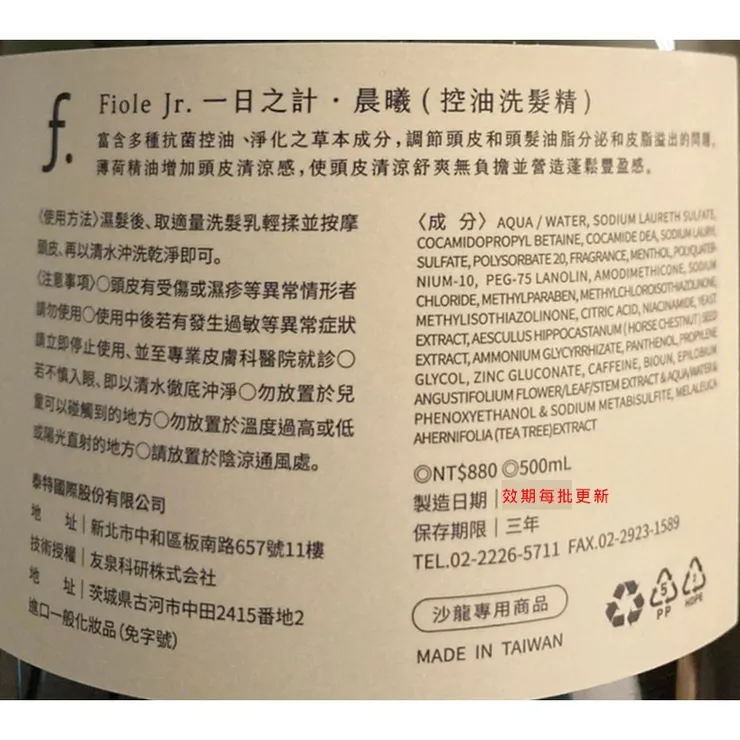 f.
Fiole Jr. 一日之計・晨曦(控油洗髮精)
富含多種抗菌控油、淨化之草本成分,調節頭皮和頭髮油脂分泌和皮脂溢出的問題,
薄荷精油增加頭皮清涼感,使頭皮清涼舒爽無負擔並營造蓬鬆豐盈感。
〈使用方法〉濕髮後、取適量洗髮乳輕揉並按摩
頭皮、再以清水沖洗乾淨即可。
〈注意事項〉○頭皮有受傷或濕疹等異常情形者
請勿使用○使用中後若有發生過敏等異常症狀
請立即停止使用、並至專業皮膚科醫院就診○
若不慎入眼、即以清水徹底沖淨○勿放置於兒
童可以碰觸到的地方○勿放置於溫度過高或低
或陽光直射的地方○請放置於陰涼通風處。
泰特國際股份有限公司
地 址|新北市中和區板南路657號11樓
技術授權|友泉科研株式会社
地 址|茨城県古河市中田2415番地2
進口一般化妝品(免字號)
〈成 分〉AQUA / WATER, SODIUM LAURETH SULFATE,
COCAMIDOPROPYL BETAINE, COCAMIDE DEA, SODIUM LAURYL
SULFATE, POLYSORBATE 20, FRAGRANCE, MENTHOL, POLYQUATER-
NIUM-10, PEG-75 LANOLIN, AMODIMETHICONE, SODIUM
CHLORIDE, METHYLPARABEN, METHYLCHLOROISOTHIAZOLINONE,
METHYLISOTHIAZOLINONE, CITRIC ACID, NIACINAMIDE, YEAST
EXTRACT, AESCULUS HIPPOCASTANUM ( HORSE CHESTNUT ) SEED
EXTRACT, AMMONIUM GLYCYRRHIZATE, PANTHENOL, PROPYLENE
GLYCOL, ZINC GLUCONATE, CAFFEINE, BIOUN, EPILOBIUM
ANGUSTIFOLIUM FLOWER/LEAF/STEM EXTRACT & AQUA/WATER &
PHENOXYETHANOL & SODIUM METABISULFITE, MELALEUCA
AHERNIFOLIA (TEA TREE)EXTRACT
◎NT$880 ◎500mL
製造日期|效期每批更新
保存期限|三年
TEL.02-2226-5711 FAX.02-2923-1589
沙龍專用商品
5
PP
2
HDPE
MADE IN TAIWAN